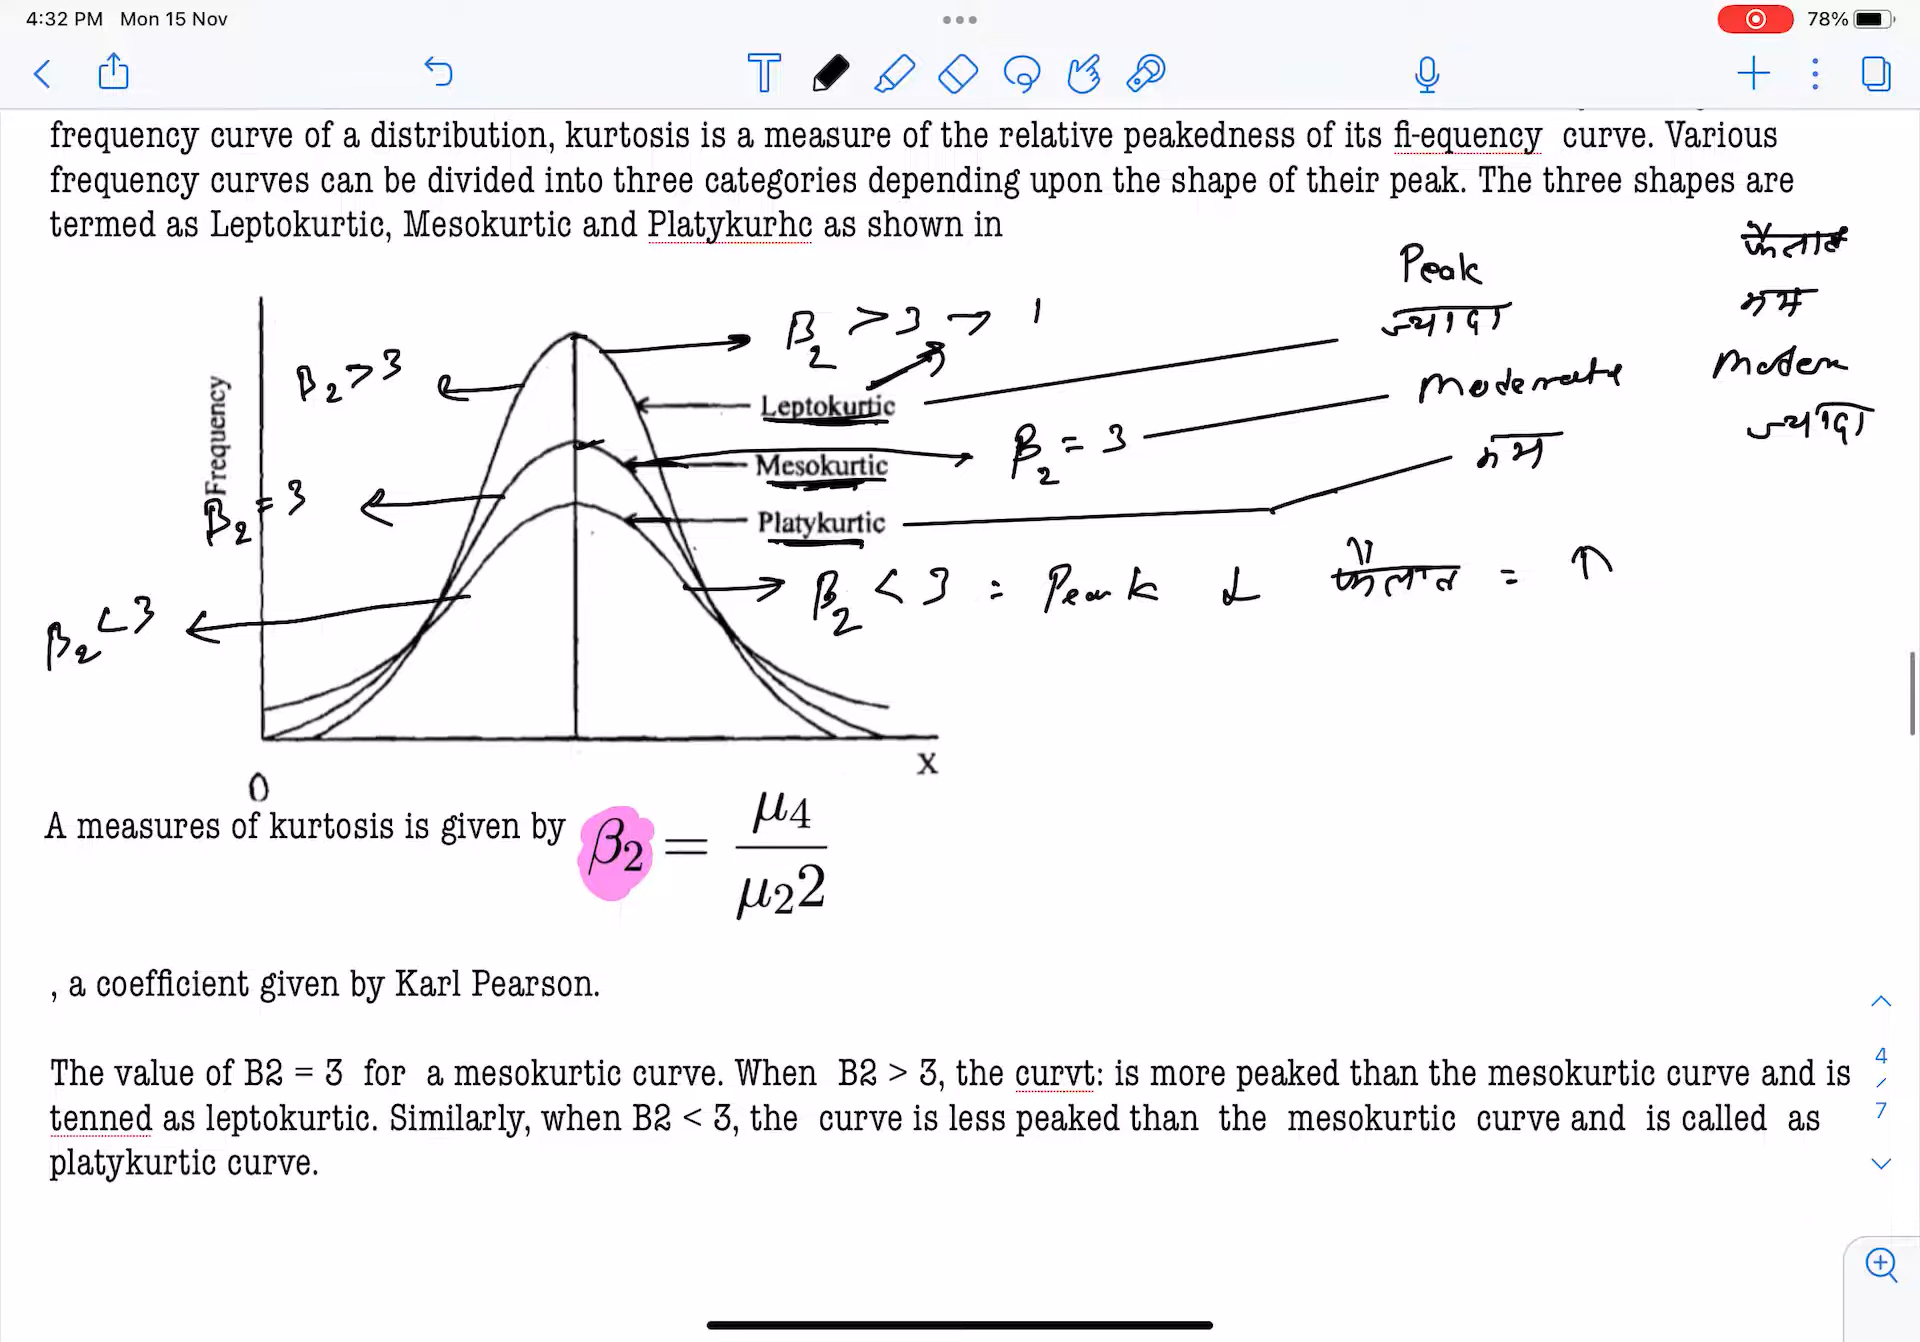 4:32 PM Mon 15 Nov
78%
frequency curve of a distribution, kurtosis is a measure of the relative peakedness of its fi-equency curve. Various
frequency curves can be divided into three categories depending upon the shape of their peak. The three shapes are
termed as Leptokurtic, Mesokurtic and Platykurhc as shown in
Peak
फैलाव
ज्यादा
कम
β2 > 3 → 1
β2 > 3
Leptokurtic
Moderate
ज्यादा
Frequency
Mesokurtic
β2 = 3
कम
β2 = 3
Platykurtic
β2 < 3 : Peak ↓ फैलाव = ↑
β2 < 3
X
0
A measures of kurtosis is given by β2 = μ4
μ22
, a coefficient given by Karl Pearson.
The value of B2 = 3 for a mesokurtic curve. When B2 > 3, the curvt: is more peaked than the mesokurtic curve and is
tenned as leptokurtic. Similarly, when B2 < 3, the curve is less peaked than the mesokurtic curve and is called as
platykurtic curve.
4
/
7